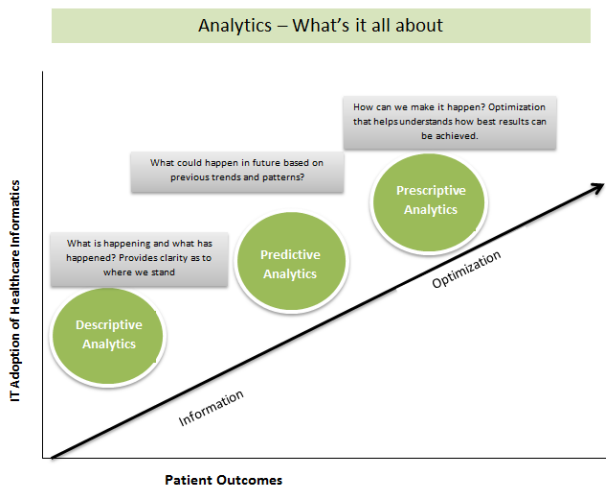 Analytics – What's it all about
How can we make it happen? Optimization
that helps understands how best results can
be achieved.
What could happen in future based on
previous trends and patterns?
Prescriptive
Analytics
What is happening and what has
happened? Provides clarity as to
where we stand
Predictive
Analytics
Optimization
Descriptive
Analytics
Information
IT Adoption of Healthcare Informatics
Patient Outcomes